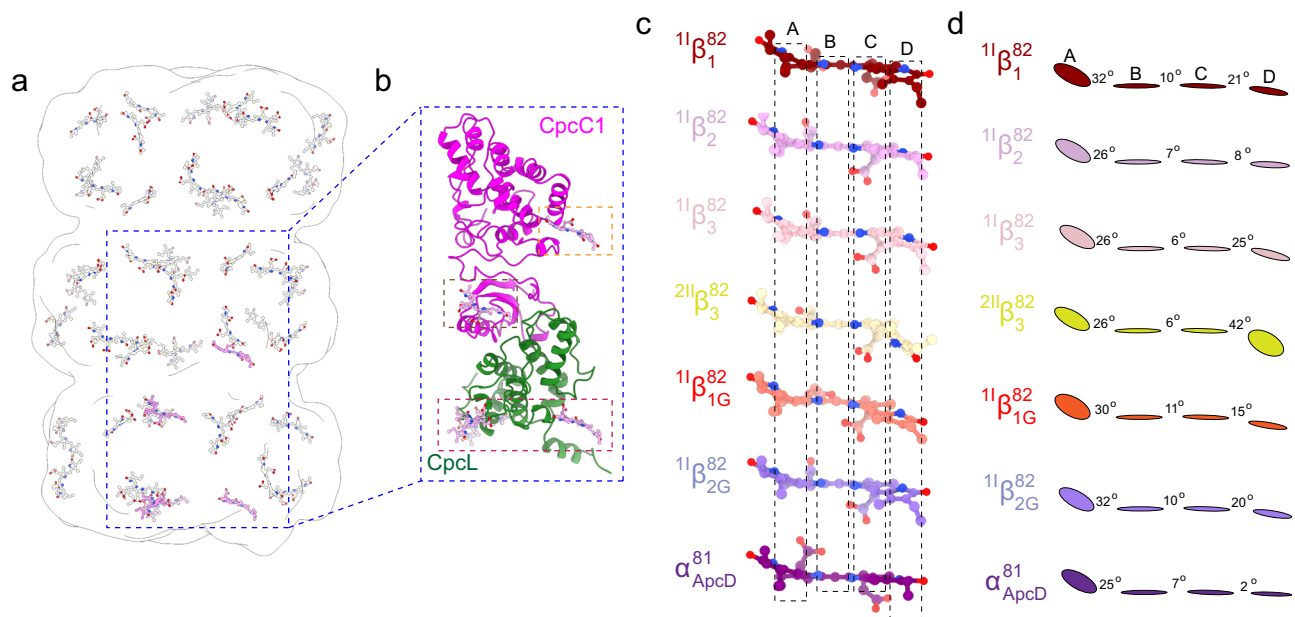 a
b
CpcC1
CpcL
c
A B C D
¹ᴵβ₁⁸²
¹ᴵβ₂⁸²
¹ᴵβ₃⁸²
²ᴵᴵβ₃⁸²
¹ᴵβ₁G⁸²
¹ᴵβ₂G⁸²
α⁸¹ApcD
d
¹ᴵβ₁⁸² A 32° B 10° C 21° D
¹ᴵβ₂⁸² 26° 7° 8°
¹ᴵβ₃⁸² 26° 6° 25°
²ᴵᴵβ₃⁸² 26° 6° 42°
¹ᴵβ₁G⁸² 30° 11° 15°
¹ᴵβ₂G⁸² 32° 10° 20°
α⁸¹ApcD 25° 7° 2°